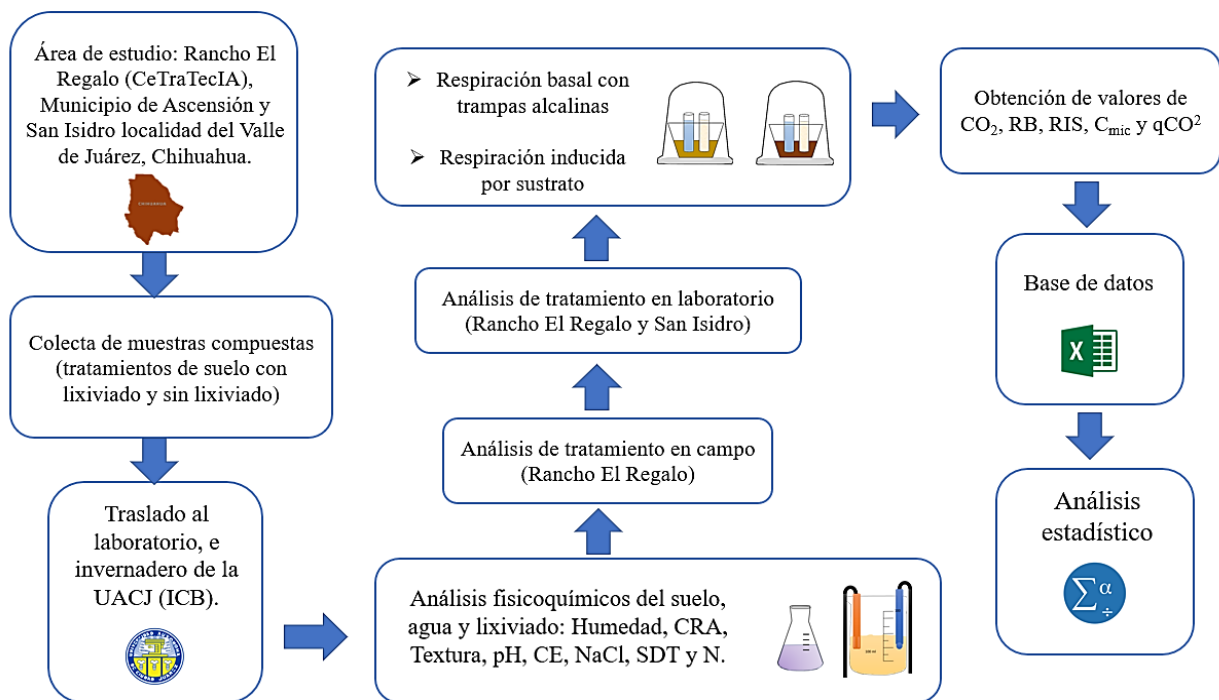 Área de estudio: Rancho El
Regalo (CeTraTecIA),
Municipio de Ascensión y
San Isidro localidad del Valle
de Juárez, Chihuahua.
CHIHUAHUA
Colecta de muestras compuestas
(tratamientos de suelo con
lixiviado y sin lixiviado)
Traslado al
laboratorio, e
invernadero de la
UACJ (ICB).
Análisis fisicoquímicos del suelo,
agua y lixiviado: Humedad, CRA,
Textura, pH, CE, NaCl, SDT y N.
Análisis de tratamiento en campo
(Rancho El Regalo)
Análisis de tratamiento en laboratorio
(Rancho El Regalo y San Isidro)
➢ Respiración basal con
trampas alcalinas
➢ Respiración inducida
por sustrato
Obtención de valores de
CO₂, RB, RIS, Cₘᵢc y qCO²
Base de datos
X
Análisis
estadístico
Σ α ÷